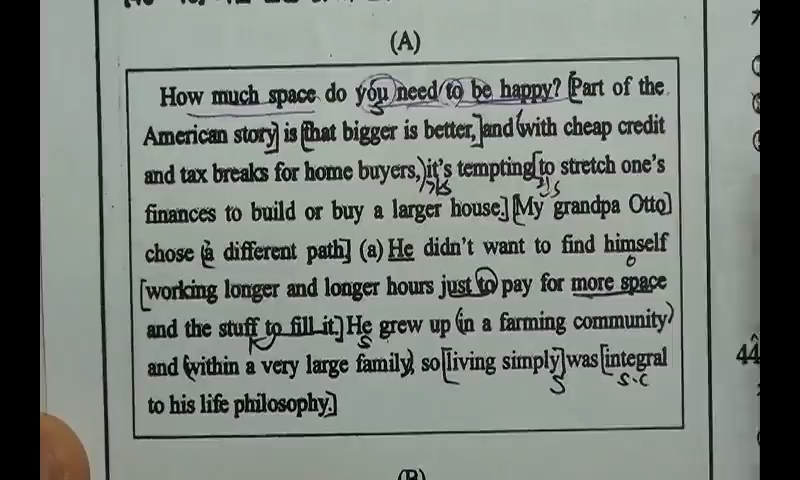 (A)
How much space do you need to be happy? Part of the
American story is that bigger is better, and with cheap credit
and tax breaks for home buyers, it's tempting to stretch one's
finances to build or buy a larger house. My grandpa Otto
chose a different path (a) He didn't want to find himself
working longer and longer hours just to pay for more space
and the stuff to fill it. He grew up in a farming community
and within a very large family, so living simply was integral
to his life philosophy.
44
(B)